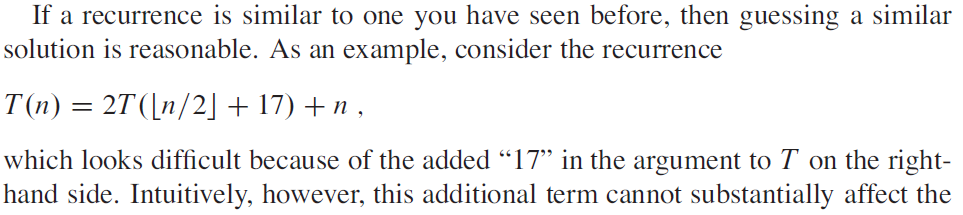 If a recurrence is similar to one you have seen before, then guessing a similar
solution is reasonable. As an example, consider the recurrence
T(n) = 2T(⌊n/2⌋ + 17) + n ,
which looks difficult because of the added “17” in the argument to T on the right-
hand side. Intuitively, however, this additional term cannot substantially affect the